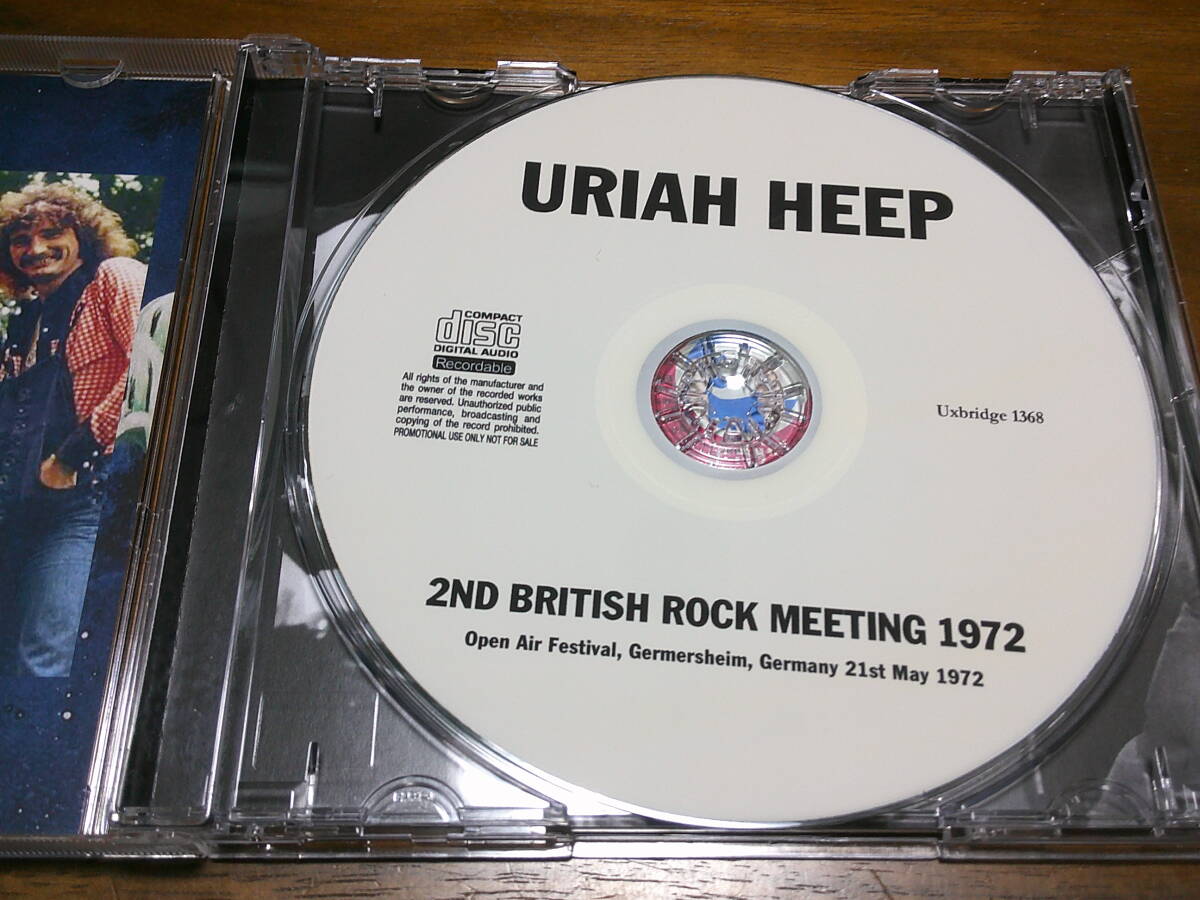 URIAH HEEP
COMPACT
disc
DIGITAL AUDIO
Recordable
All rights of the manufacturer and
the owner of the recorded works
are reserved. Unauthorized public
performance, broadcasting and
copying of the record prohibited.
PROMOTIONAL USE ONLY NOT FOR SALE
Uxbridge 1368
2ND BRITISH ROCK MEETING 1972
Open Air Festival, Germersheim, Germany 21st May 1972